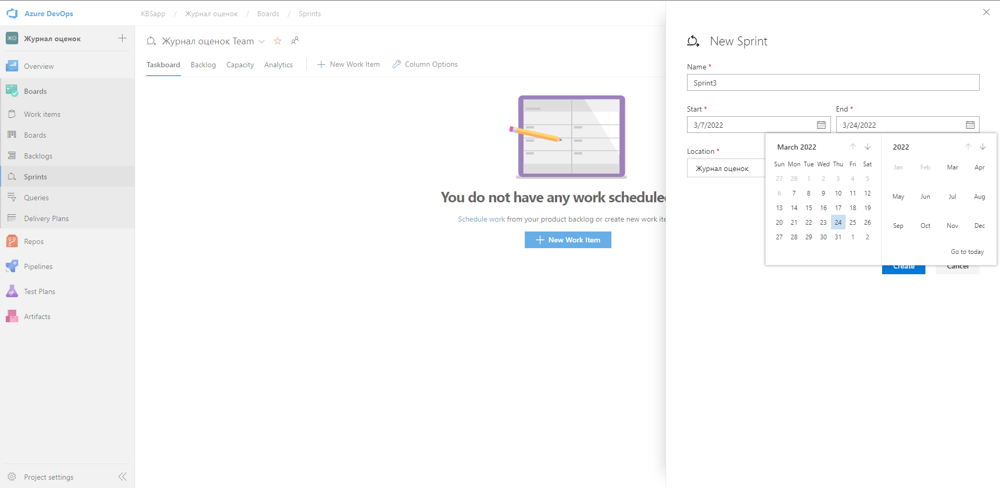 Azure DevOps
KBSapp / Журнал оценок / Boards / Sprints
ЖО Журнал оценок
Overview
Boards
Work items
Boards
Backlogs
Sprints
Queries
Delivery Plans
Repos
Pipelines
Test Plans
Artifacts
Project settings
Журнал оценок Team
Taskboard Backlog Capacity Analytics New Work Item Column Options
You do not have any work scheduled
Schedule work from your product backlog or create new work ite
New Work Item
New Sprint
Name *
Sprint3
Start * End *
3/7/2022 3/24/2022
Location *
Журнал оценок
March 2022
Sun Mon Tue Wed Thu Fri Sat
27 28 1 2 3 4 5
6 7 8 9 10 11 12
13 14 15 16 17 18 19
20 21 22 23 24 25 26
27 28 29 30 31 1 2
2022
Jan Feb Mar Apr
May Jun Jul Aug
Sep Oct Nov Dec
Go to today
Create Cancel